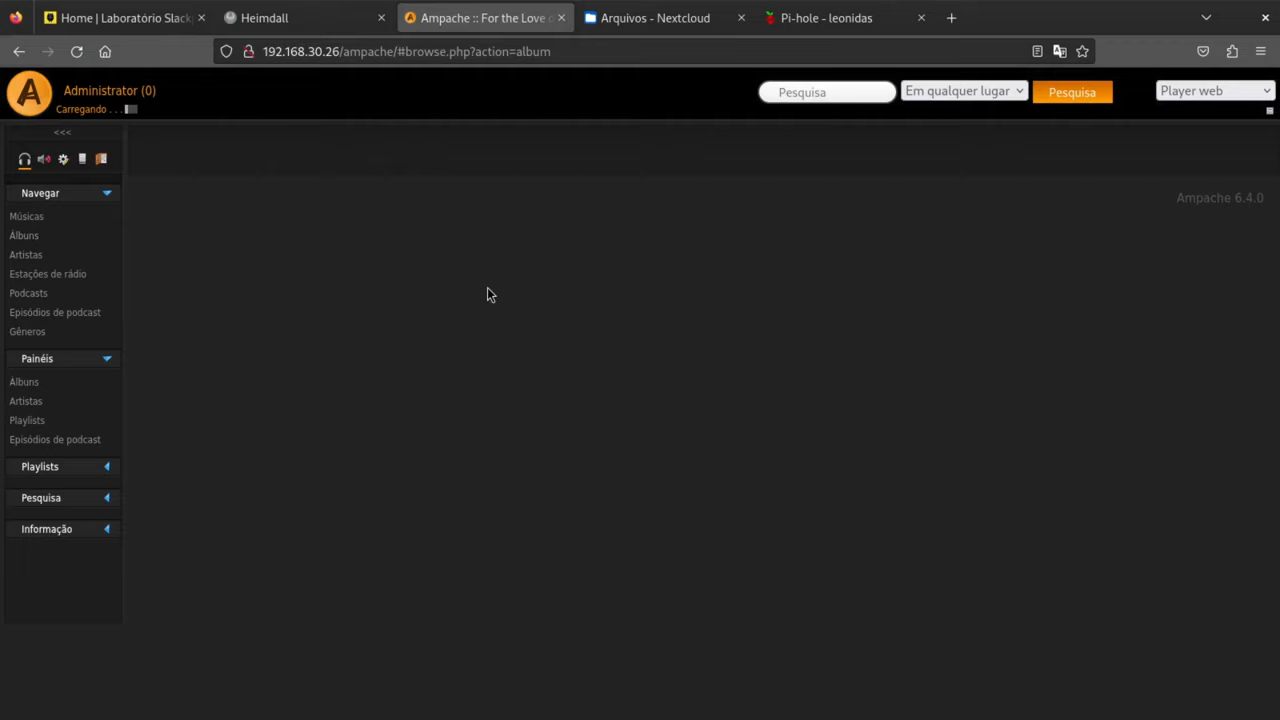 Home | Laboratório Slack
Heimdall
Ampache :: For the Love o
Arquivos - Nextcloud
Pi-hole - leonidas
192.168.30.26/ampache/#browse.php?action=album
Administrator (0)
Carregando . . .
Pesquisa
Em qualquer lugar
Pesquisa
Player web
<<<
Navegar
Músicas
Álbuns
Artistas
Estações de rádio
Podcasts
Episódios de podcast
Gêneros
Painéis
Álbuns
Artistas
Playlists
Episódios de podcast
Playlists
Pesquisa
Informação
Ampache 6.4.0